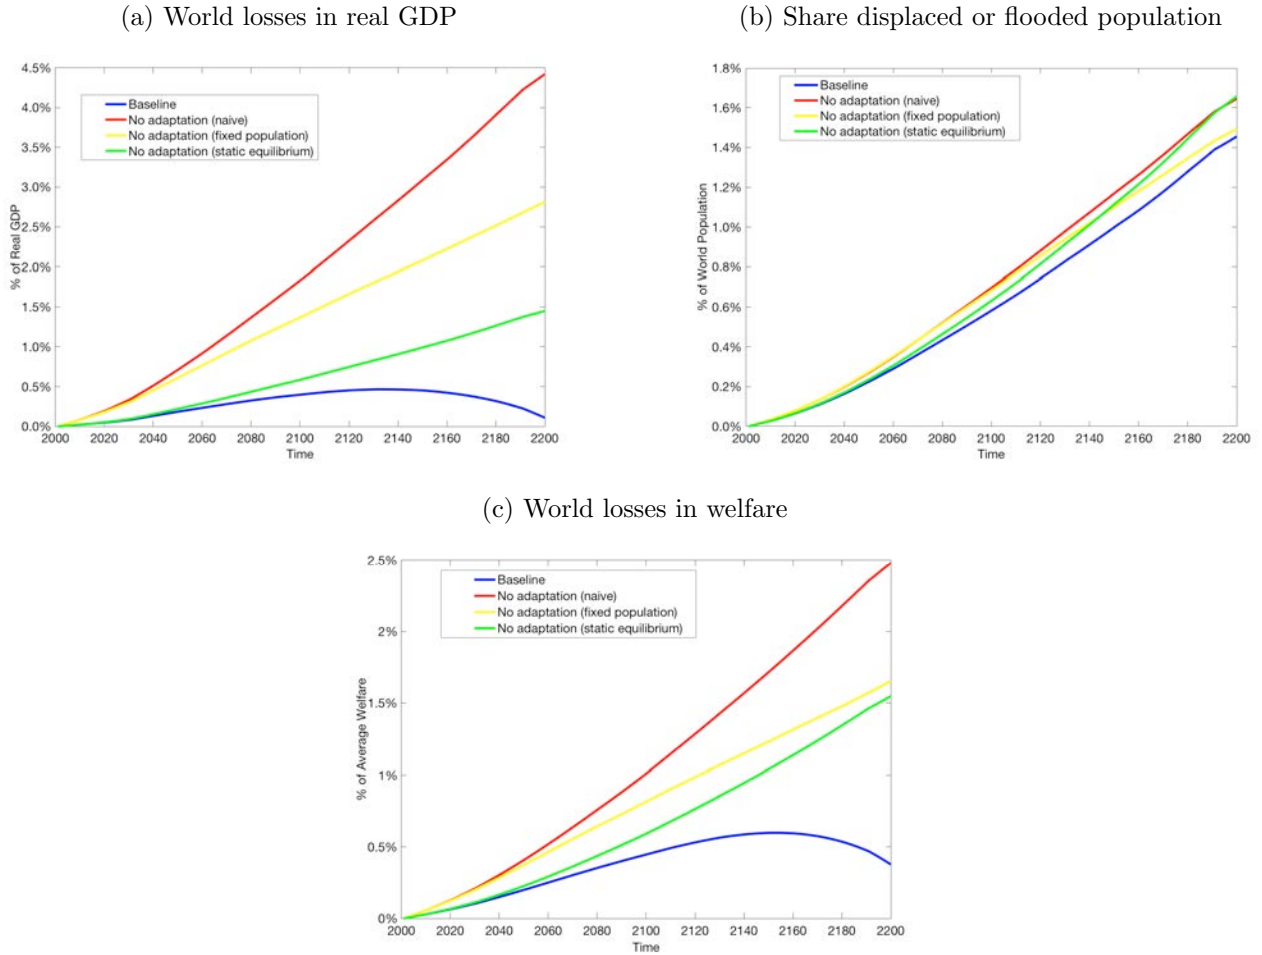 (a) World losses in real GDP
4.5%
4.0%
3.5%
3.0%
2.5%
2.0%
1.5%
1.0%
0.5%
0.0%
% of Real GDP
Baseline
No adaptation (naive)
No adaptation (fixed population)
No adaptation (static equilibrium)
2000 2020 2040 2060 2080 2100 2120 2140 2160 2180 2200
Time
(b) Share displaced or flooded population
1.8%
1.6%
1.4%
1.2%
1.0%
0.8%
0.6%
0.4%
0.2%
0.0%
% of World Population
Baseline
No adaptation (naive)
No adaptation (fixed population)
No adaptation (static equilibrium)
2000 2020 2040 2060 2080 2100 2120 2140 2160 2180 2200
Time
(c) World losses in welfare
2.5%
2%
1.5%
1%
0.5%
0%
% of Average Welfare
Baseline
No adaptation (naive)
No adaptation (fixed population)
No adaptation (static equilibrium)
2000 2020 2040 2060 2080 2100 2120 2140 2160 2180 2200
Time